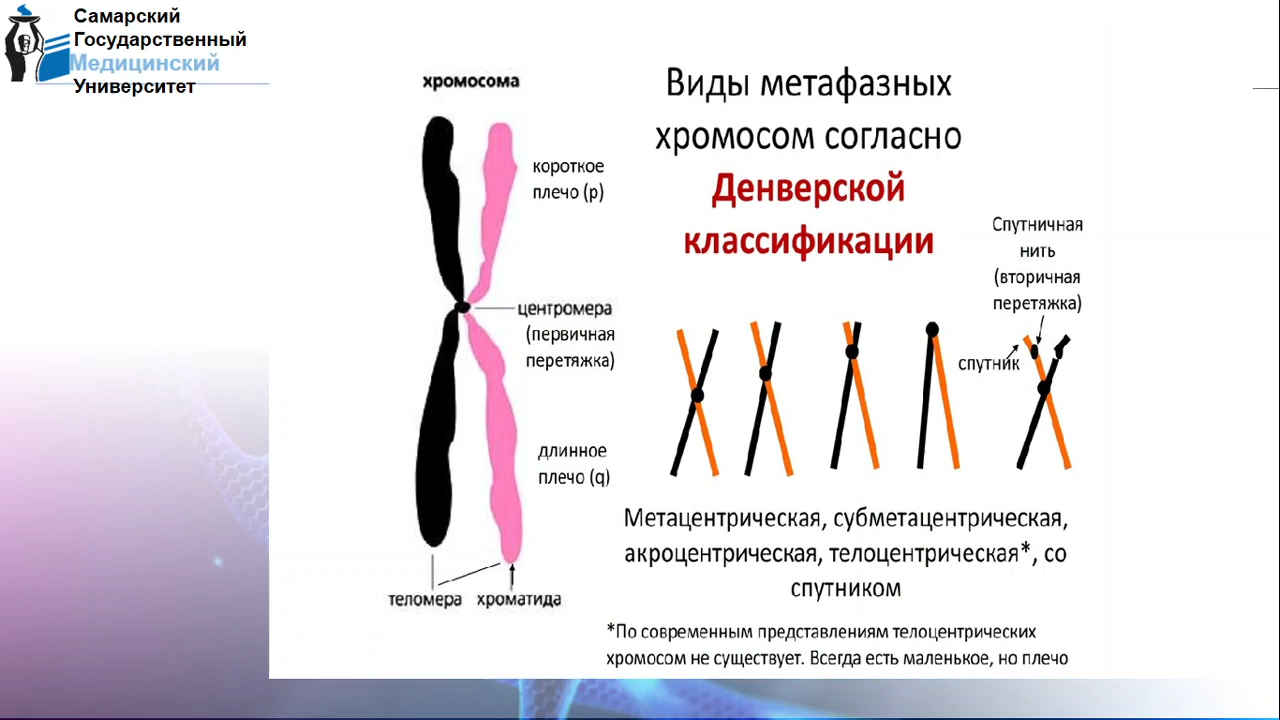 Самарский
Государственный
Медицинский
Университет
хромосома
короткое
плечо (p)
центромера
(первичная
перетяжка)
длинное
плечо (q)
теломера
хроматида
Виды метафазных
хромосом согласно
Денверской
классификации
Спутничная
нить
(вторичная
перетяжка)
спутник
Метацентрическая, субметацентрическая,
акроцентрическая, телоцентрическая*, со
спутником
*По современным представлениям телоцентрических
хромосом не существует. Всегда есть маленькое, но плечо